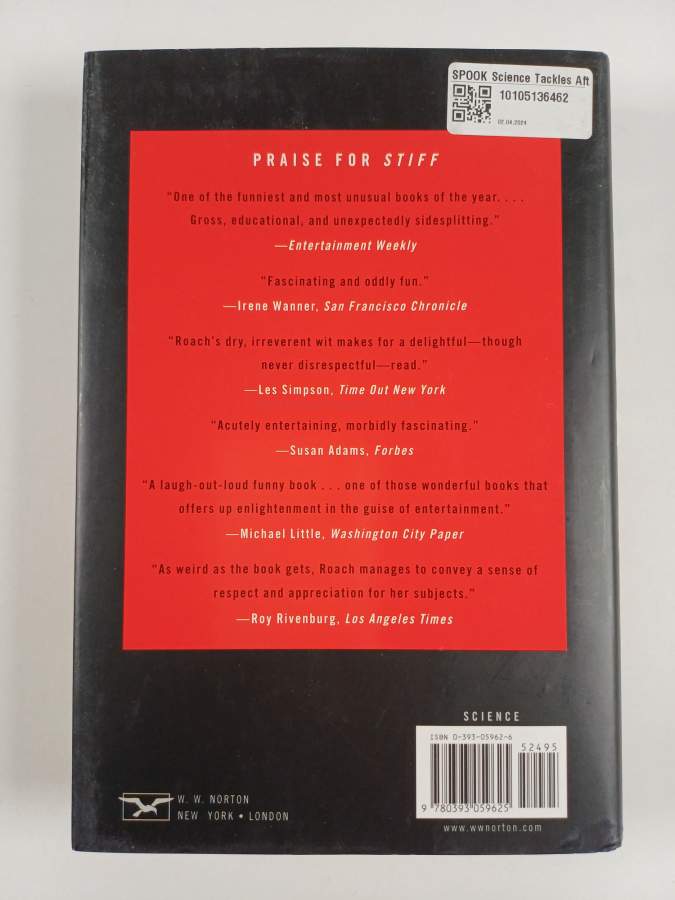 SPOOK Science Tackles Aft
10105136462
02.04.2024
PRAISE FOR STIFF
“One of the funniest and most unusual books of the year. . . .
Gross, educational, and unexpectedly sidesplitting.”
—Entertainment Weekly
“Fascinating and oddly fun.”
—Irene Wanner, San Francisco Chronicle
“Roach’s dry, irreverent wit makes for a delightful—though
never disrespectful—read.”
—Les Simpson, Time Out New York
“Acutely entertaining, morbidly fascinating.”
—Susan Adams, Forbes
“A laugh-out-loud funny book . . . one of those wonderful books that
offers up enlightenment in the guise of entertainment.”
—Michael Little, Washington City Paper
“As weird as the book gets, Roach manages to convey a sense of
respect and appreciation for her subjects.”
—Roy Rivenburg, Los Angeles Times
SCIENCE
ISBN 0-393-05962-6
52495
9 780393 059625
www.wwnorton.com
W. W. NORTON
NEW YORK • LONDON